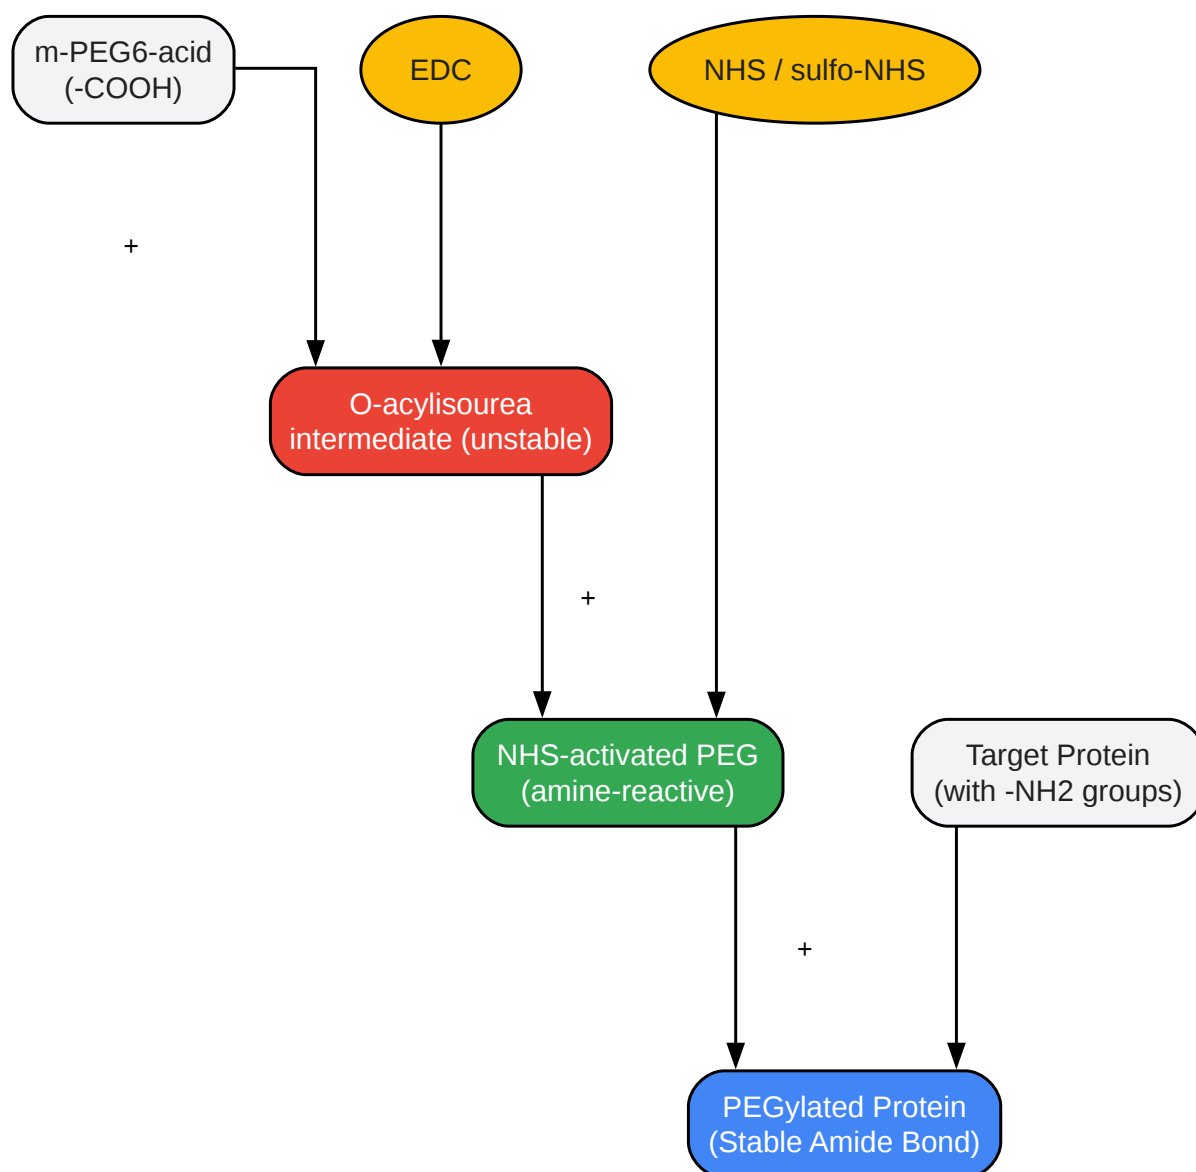 m-PEG6-acid
(-COOH)
EDC
NHS / sulfo-NHS
+
O-acylisourea
intermediate (unstable)
+
NHS-activated PEG
(amine-reactive)
Target Protein
(with -NH2 groups)
+
PEGylated Protein
(Stable Amide Bond)